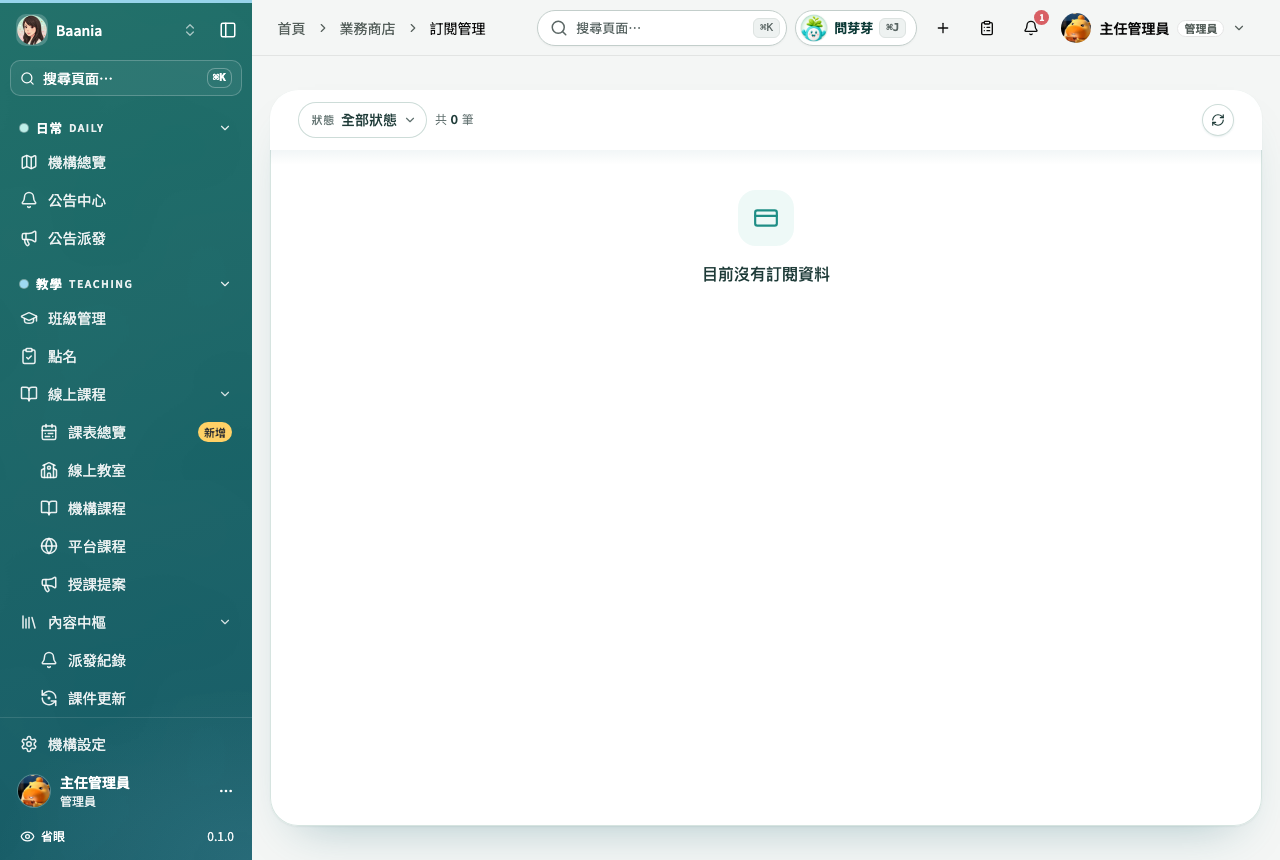 Baania
搜尋頁面… ⌘K
日常 DAILY
機構總覽
公告中心
公告派發
教學 TEACHING
班級管理
點名
線上課程
課表總覽 新增
線上教室
機構課程
平台課程
授課提案
內容中樞
派發紀錄
課件更新
機構設定
主任管理員
管理員
省眼 0.1.0
首頁 業務商店 訂閱管理 搜尋頁面… ⌘K 問芽芽 ⌘J 1 主任管理員 管理員
狀態 全部狀態 共 0 筆
目前沒有訂閱資料